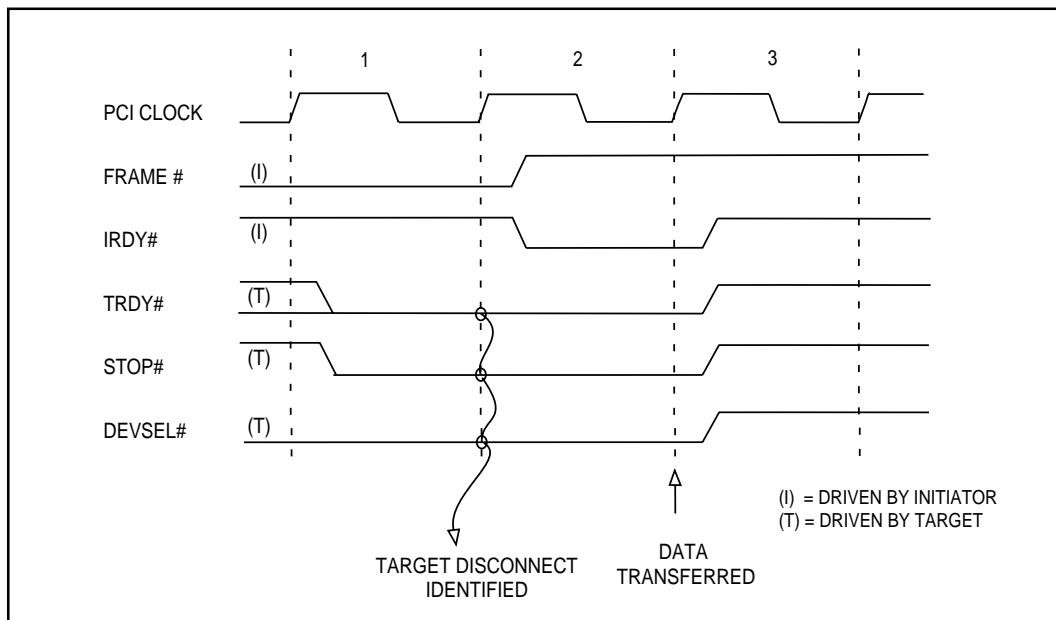 1 2 3
PCI CLOCK
FRAME # (I)
IRDY# (I)
TRDY# (T)
STOP# (T)
DEVSEL# (T)
(I) = DRIVEN BY INITIATOR
(T) = DRIVEN BY TARGET
TARGET DISCONNECT
IDENTIFIED
DATA
TRANSFERRED